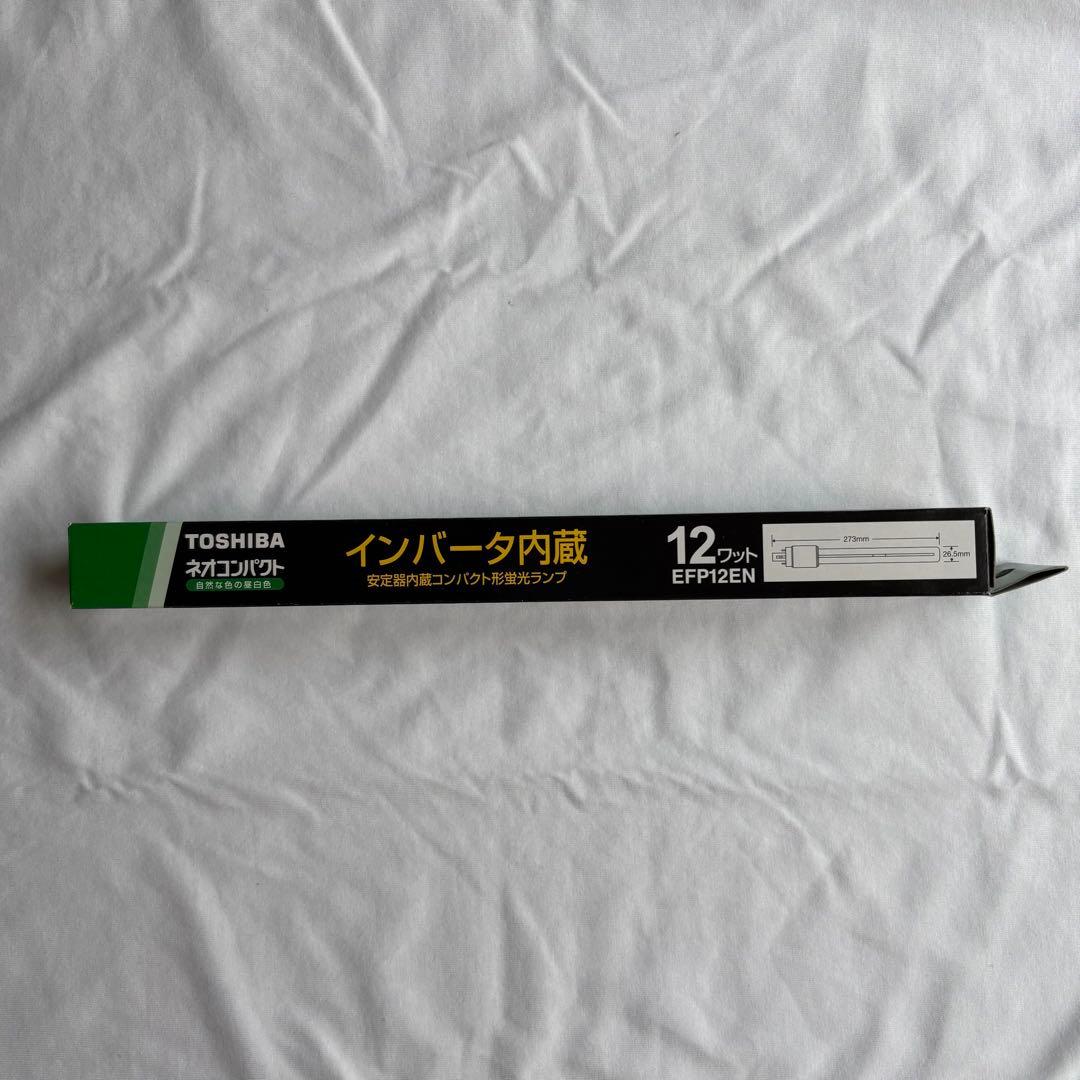 TOSHIBA
ネオコンパクト
自然な色の昼白色
インバータ内蔵
安定器内蔵コンパクト形蛍光ランプ
12ワット
EFP12EN
273mm
26.5mm